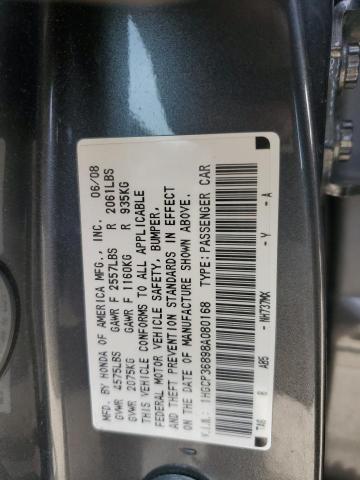 MFD. BY HONDA OF AMERICA MFG., INC. 06/08
GVWR 4575LBS GAWR F 2557LBS R 2061LBS
GVWR 2075KG GAWR F 1160KG R 935KG
THIS VEHICLE CONFORMS TO ALL APPLICABLE
FEDERAL MOTOR VEHICLE SAFETY, BUMPER,
AND THEFT PREVENTION STANDARDS IN EFFECT
ON THE DATE OF MANUFACTURE SHOWN ABOVE.
V.I.N.: 1HGCP36898A080168 TYPE: PASSENGER CAR
TA6 B AB5 - NH737MX - Y - A